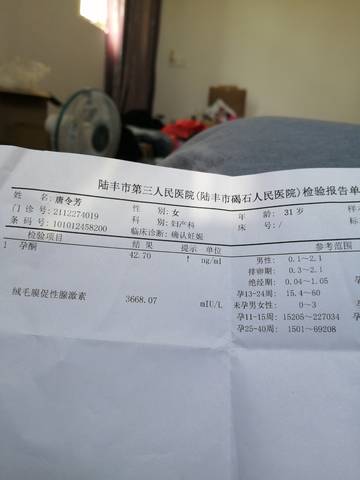 陆丰市第三人民医院(陆丰市碣石人民医院)检验报告单
姓 名:唐令芳 性 别:女 年 龄: 31 岁 样
门 诊 号:2112274019 科 别:妇产科 床 号:/ 标
条 码 号:101012458200 临床诊断:确认妊娠
检验项目 结果 提示 单位 参考范围
1 孕酮 42.70 ↑ ng/ml 男性: 0.1~2.1
排卵期: 0.3~2.1
绝经期: 0.04~1.05
孕13-24周: 15.4~60
绒毛膜促性腺激素 3668.07 mIU/L 未孕男女性: 0~3
孕11-15周: 15205~227034
孕25-40周: 1501~69208